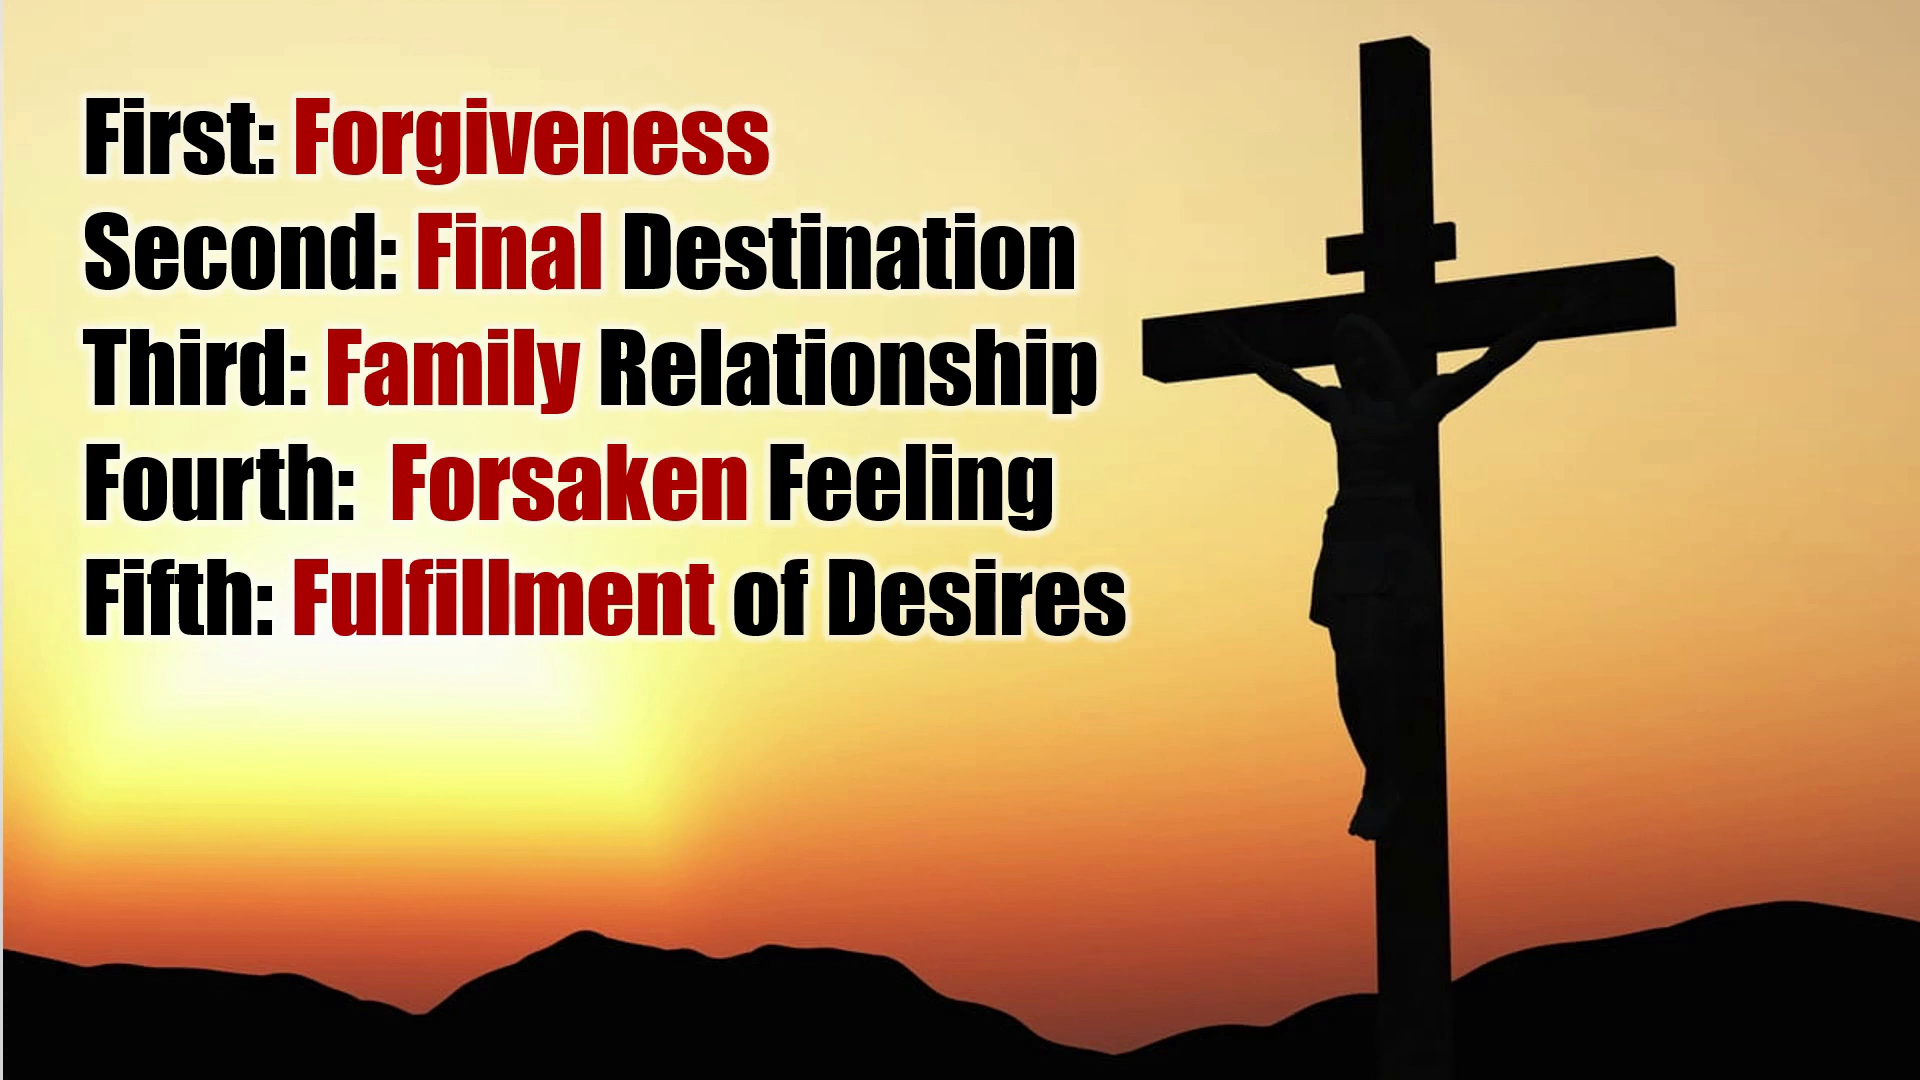 First: Forgiveness
Second: Final Destination
Third: Family Relationship
Fourth:  Forsaken Feeling
Fifth: Fulfillment of Desires